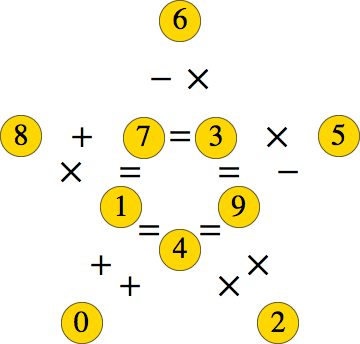 6
− ×
8 + 7 = 3 × 5
× = = −
1 9
= 4 =
+ ×
+ ×
0 2